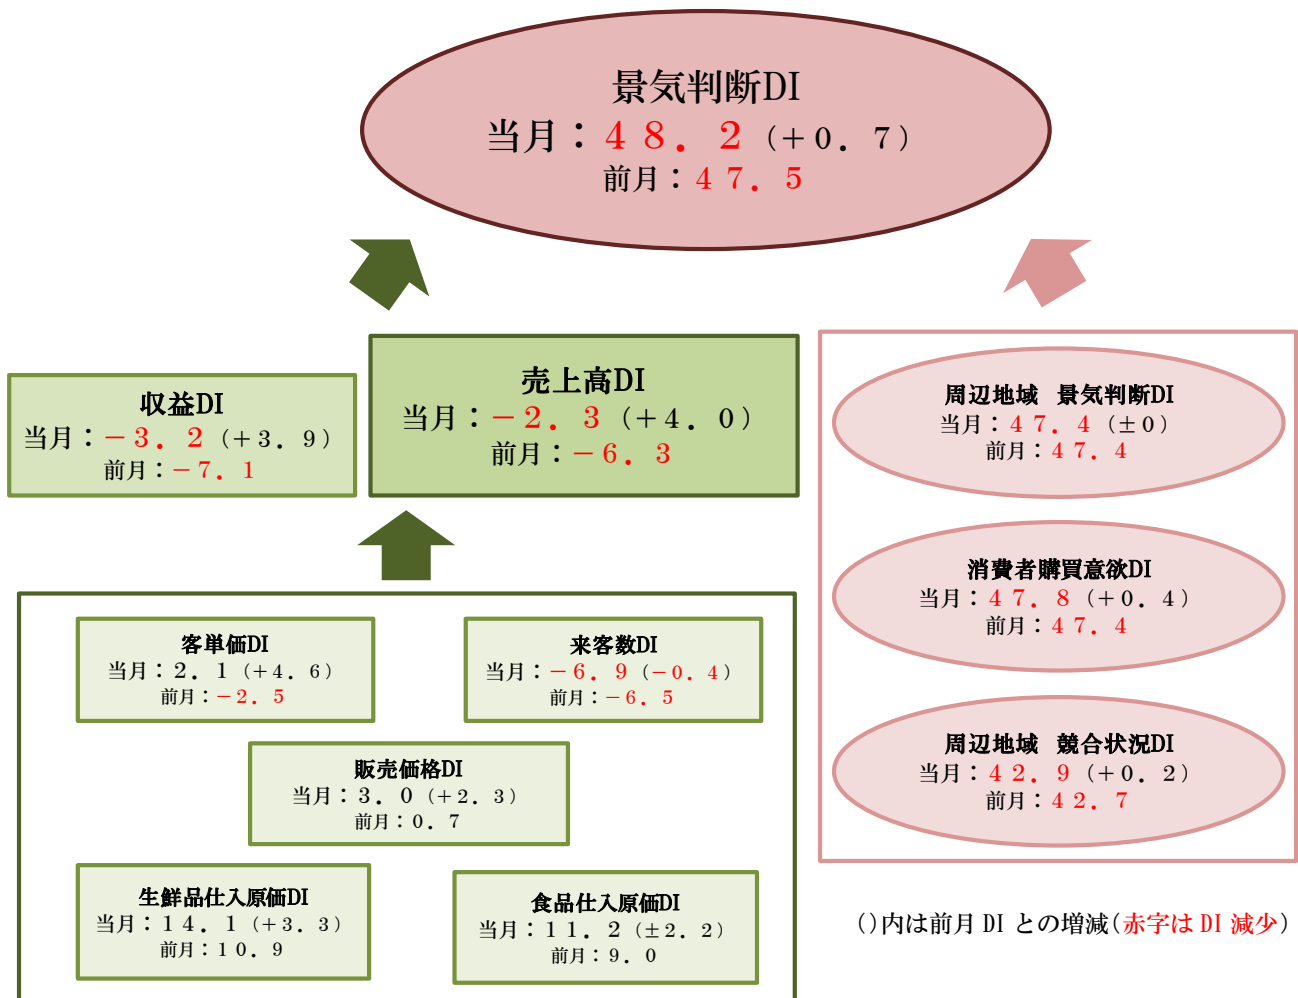 景気判断DI
当月：４８．２（＋０．７）
前月：４７．５
収益DI
当月：－３．２（＋３．９）
前月：－７．１
売上高DI
当月：－２．３（＋４．０）
前月：－６．３
周辺地域　景気判断DI
当月：４７．４（±０）
前月：４７．４
消費者購買意欲DI
当月：４７．８（＋０．４）
前月：４７．４
周辺地域　競合状況DI
当月：４２．９（＋０．２）
前月：４２．７
客単価DI
当月：２．１（＋４．６）
前月：－２．５
来客数DI
当月：－６．９（－０．４）
前月：－６．５
販売価格DI
当月：３．０（＋２．３）
前月：０．７
生鮮品仕入原価DI
当月：１４．１（＋３．３）
前月：１０．９
食品仕入原価DI
当月：１１．２（±２．２）
前月：９．０
()内は前月 DI との増減(赤字は DI 減少)